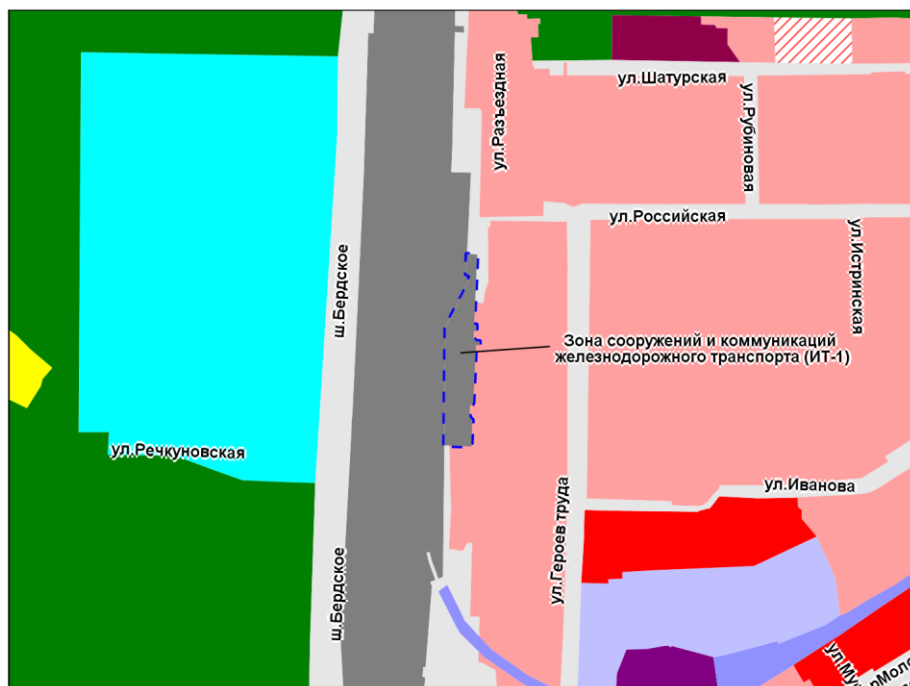 ул.Шатурская
ул.Разъездная
ул.Рубиновая
ул.Российская
ул.Истринская
ш.Бердское
Зона сооружений и коммуникаций
железнодорожного транспорта (ИТ-1)
ул.Речкуновская
ул.Иванова
ул.Героев труда
ш.Бердское